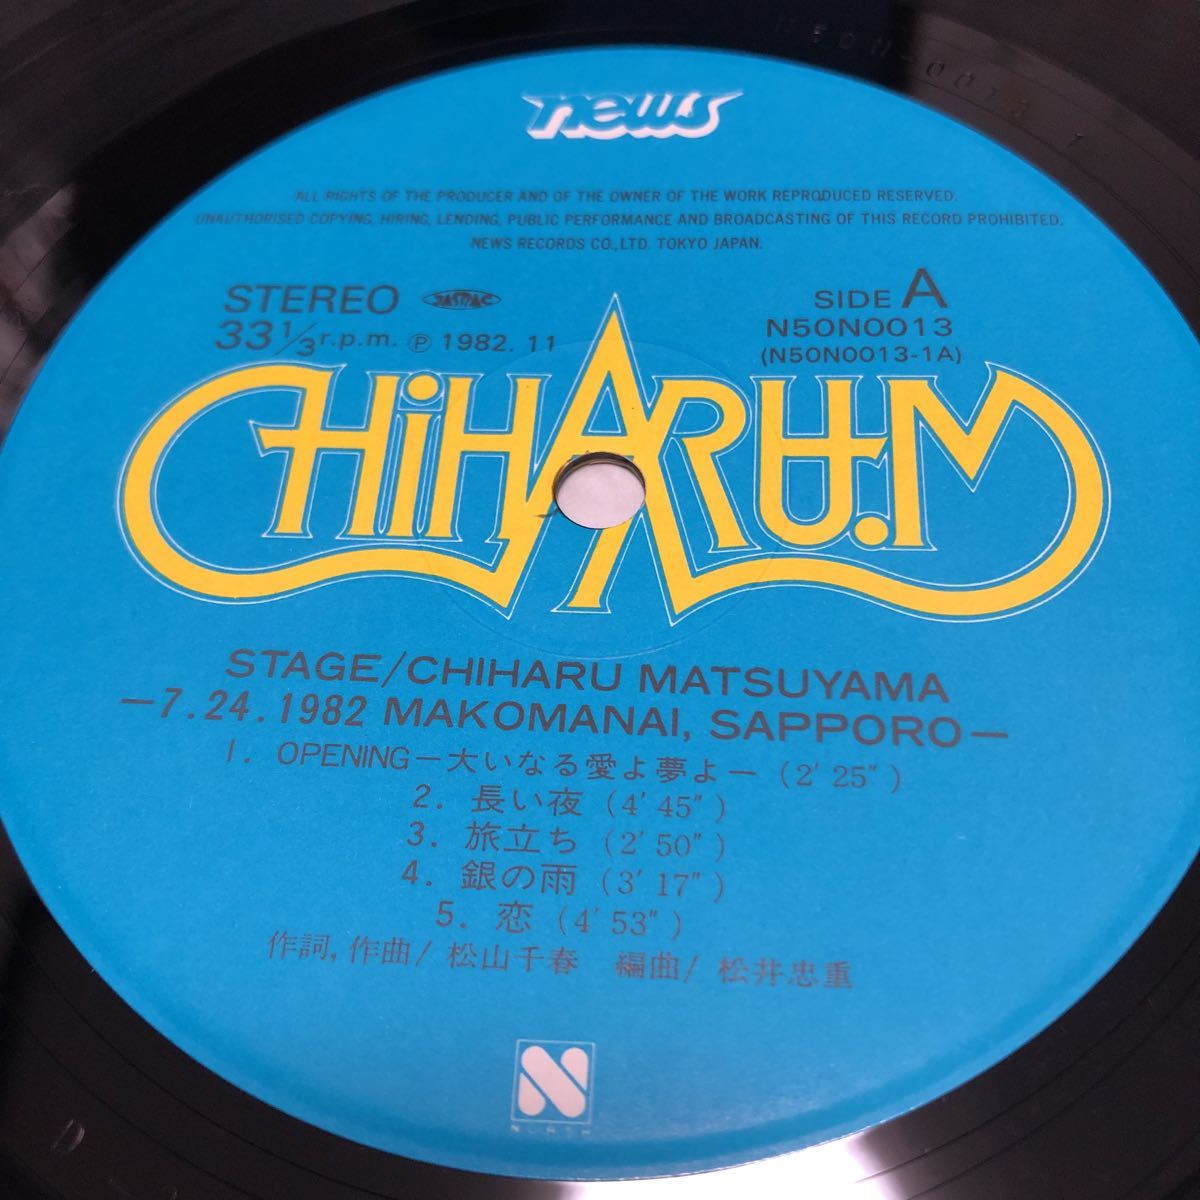 N50N0013 1
news
ALL RIGHTS OF THE PRODUCER AND OF THE OWNER OF THE WORK REPRODUCED RESERVED.
UNAUTHORISED COPYING, HIRING, LENDING, PUBLIC PERFORMANCE AND BROADCASTING OF THIS RECORD PROHIBITED.
NEWS RECORDS CO., LTD. TOKYO JAPAN.
STEREO JASRAC
33 1/3 r.p.m. Ⓟ 1982.11
SIDE A
N50N0013
(N50N0013-1A)
CHiHARU.M
STAGE/CHIHARU MATSUYAMA
—7.24.1982 MAKOMANAI, SAPPORO—
1. OPENING—大いなる愛よ夢よ—(2′25″)
2. 長い夜(4′45″)
3. 旅立ち(2′50″)
4. 銀の雨(3′17″)
5. 恋(4′53″)
作詞,作曲/松山千春 編曲/松井忠重
N